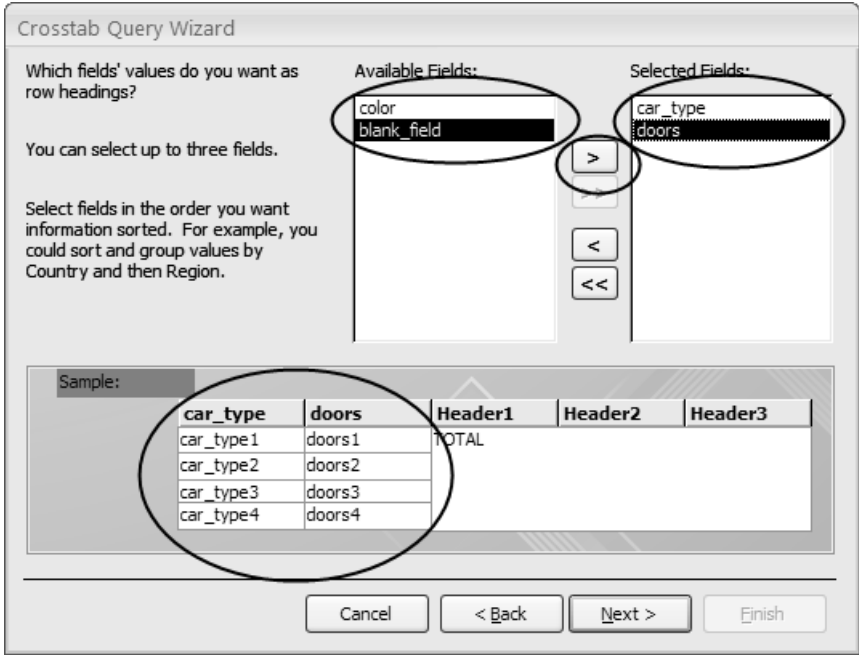 Crosstab Query Wizard
Which fields' values do you want as
row headings?
You can select up to three fields.
Select fields in the order you want
information sorted. For example, you
could sort and group values by
Country and then Region.
Available Fields:
color
blank_field
>
>>
<
<<
Selected Fields:
car_type
doors
Sample:
car_type doors Header1 Header2 Header3
car_type1 doors1 TOTAL
car_type2 doors2
car_type3 doors3
car_type4 doors4
Cancel < Back Next > Finish